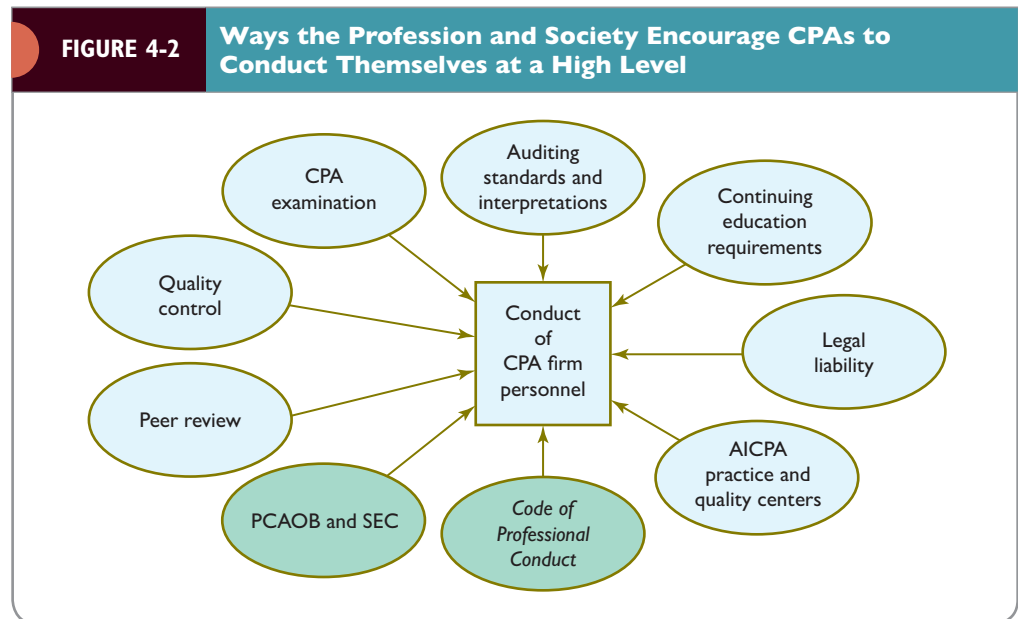 FIGURE 4-2
Ways the Profession and Society Encourage CPAs to
Conduct Themselves at a High Level
CPA
examination
Auditing
standards and
interpretations
Continuing
education
requirements
Quality
control
Conduct
of
CPA firm
personnel
Legal
liability
Peer review
AICPA
practice and
quality centers
PCAOB and SEC
Code of
Professional
Conduct